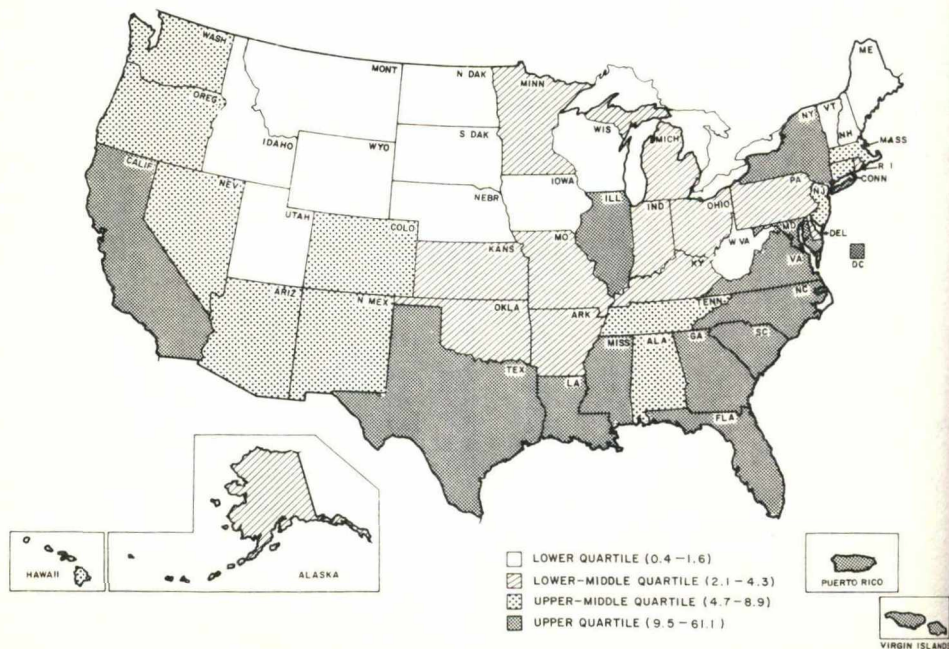 WASH
MONT
N DAK
MINN
ME
OREG
IDAHO
WYO
S DAK
WIS
MICH
NY
VT
NH
MASS
R I
CONN
CALIF
NEV
UTAH
COLO
NEBR
IOWA
ILL
IND
OHIO
PA
NJ
MD
DEL
W VA
VA
DC
KANS
MO
KY
NC
ARIZ
N MEX
OKLA
ARK
TENN
SC
TEX
LA
MISS
ALA
GA
FLA
HAWAII
ALASKA
LOWER QUARTILE (0.4–1.6)
LOWER–MIDDLE QUARTILE (2.1–4.3)
UPPER–MIDDLE QUARTILE (4.7–8.9)
UPPER QUARTILE (9.5–61.1)
PUERTO RICO
VIRGIN ISLAND